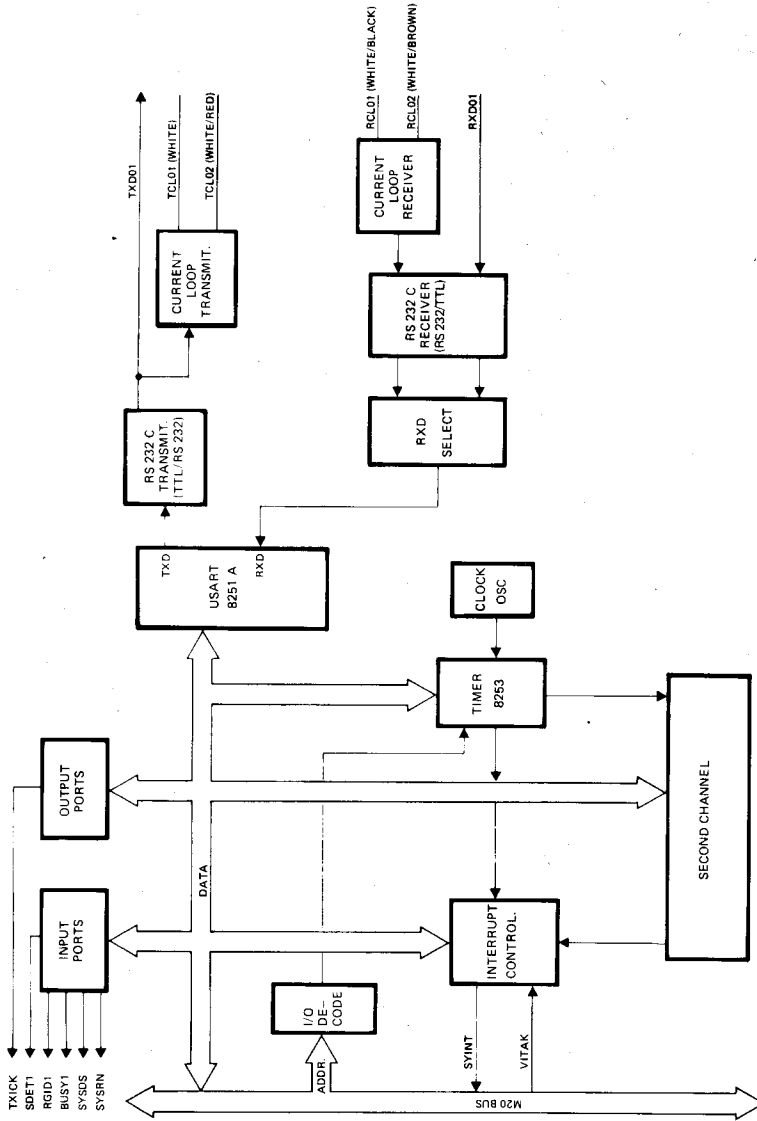 TXICK
SDET1
RGID1
BUSY1
SYSDS
SYSRN
INPUT
PORTS
OUTPUT
PORTS
DATA
M20 BUS
ADDR.
I/O
DE-
CODE
SYINT
VITAK
INTERRUPT
CONTROL.
TIMER
8253
CLOCK
OSC
SECOND CHANNEL
USART
8251 A
TXD
RXD
RS 232 C
TRANSMIT.
(TTL/RS 232)
CURRENT
LOOP
TRANSMIT.
TXD01
TCL01 (WHITE)
TCL02 (WHITE/RED)
RXD
SELECT
RS 232 C
RECEIVER
(RS 232/TTL)
CURRENT
LOOP
RECEIVER
RCL01 (WHITE/BLACK)
RCL02 (WHITE/BROWN)
RXD01